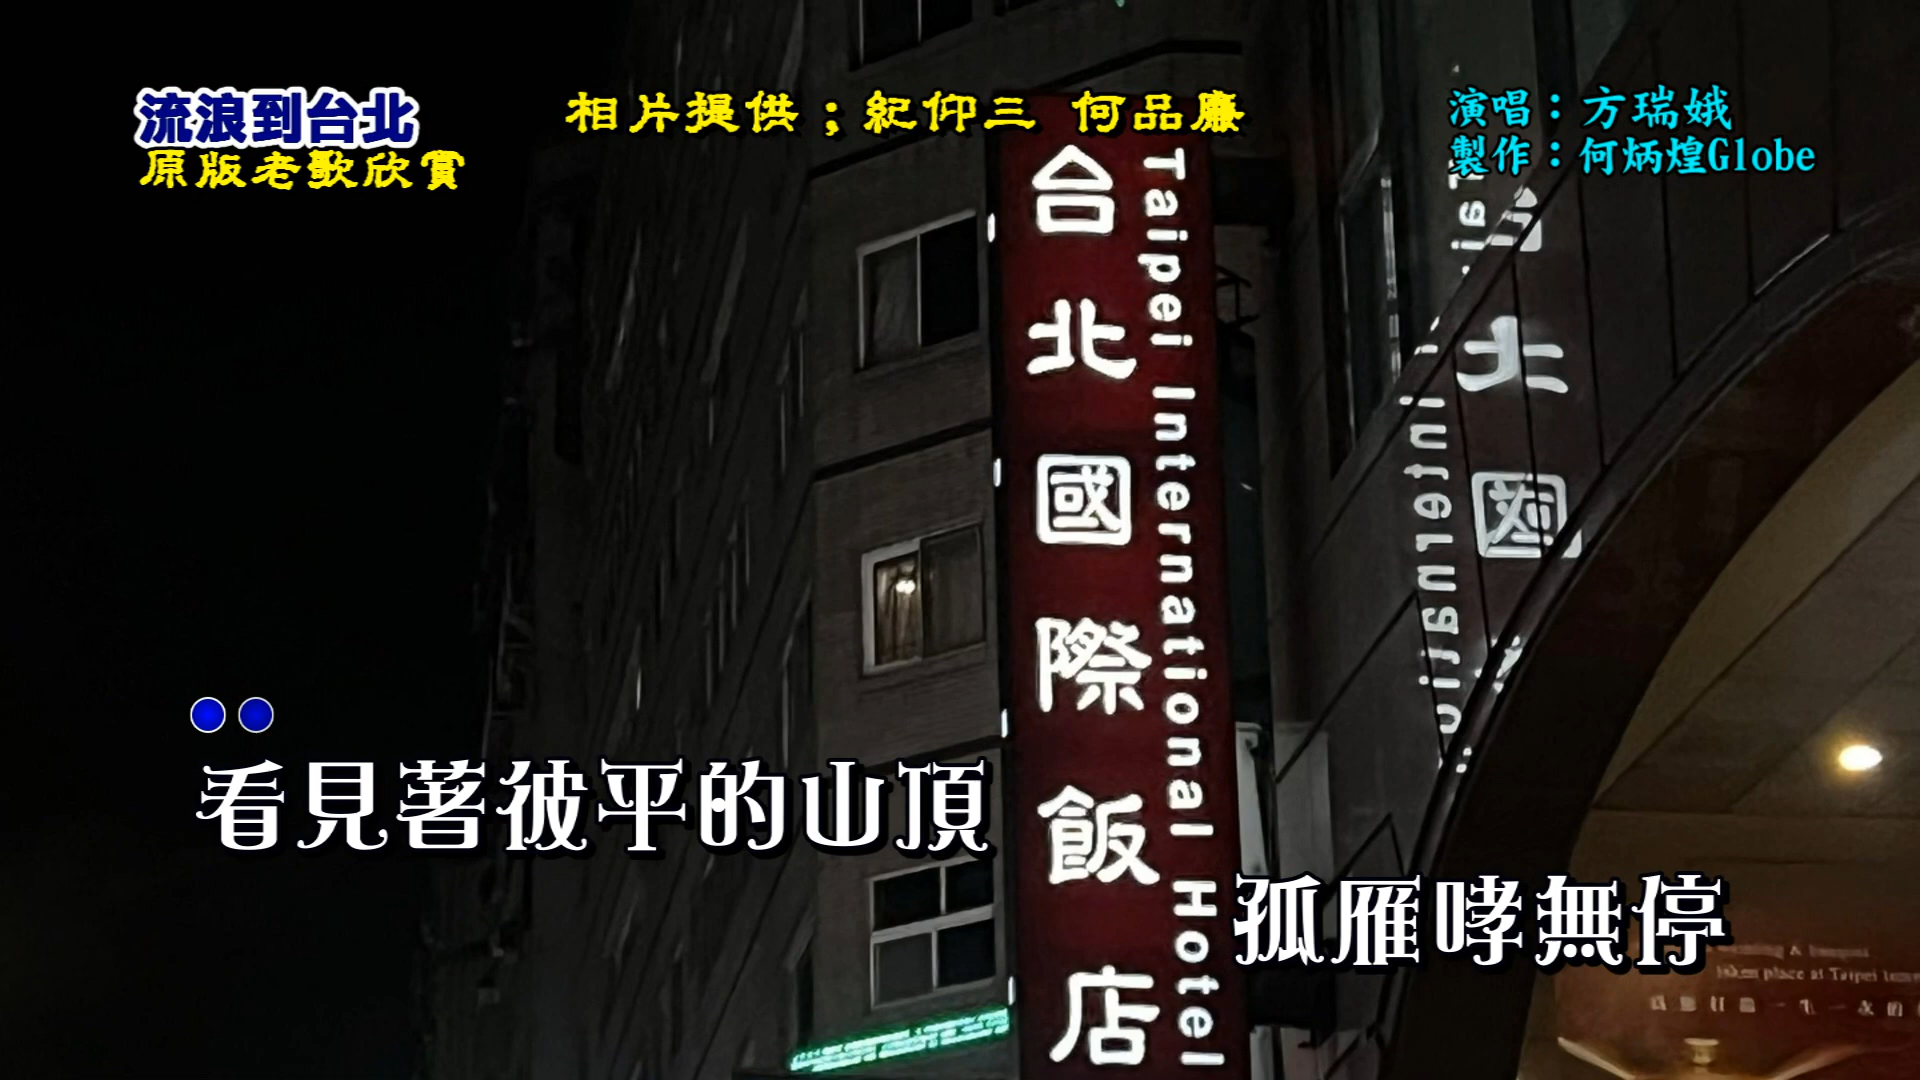 流浪到台北
原版老歌欣賞
相片提供；紀仰三 何品廉
演唱：方瑞娥
製作：何炳煌Globe
台北國際飯店
Taipei International Hotel
看見著彼平的山頂
孤雁哮無停